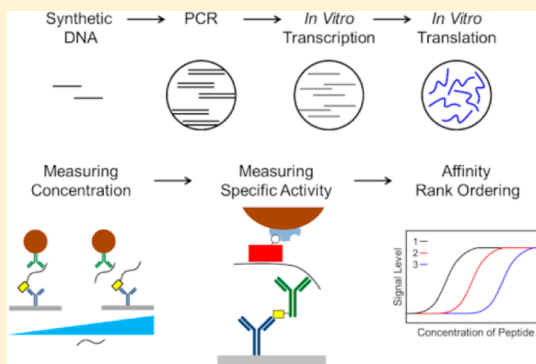 Synthetic
DNA
PCR
In Vitro
Transcription
In Vitro
Translation
Measuring
Concentration
Measuring
Specific Activity
Affinity
Rank Ordering
Signal Level
1
2
3
Concentration of Peptide